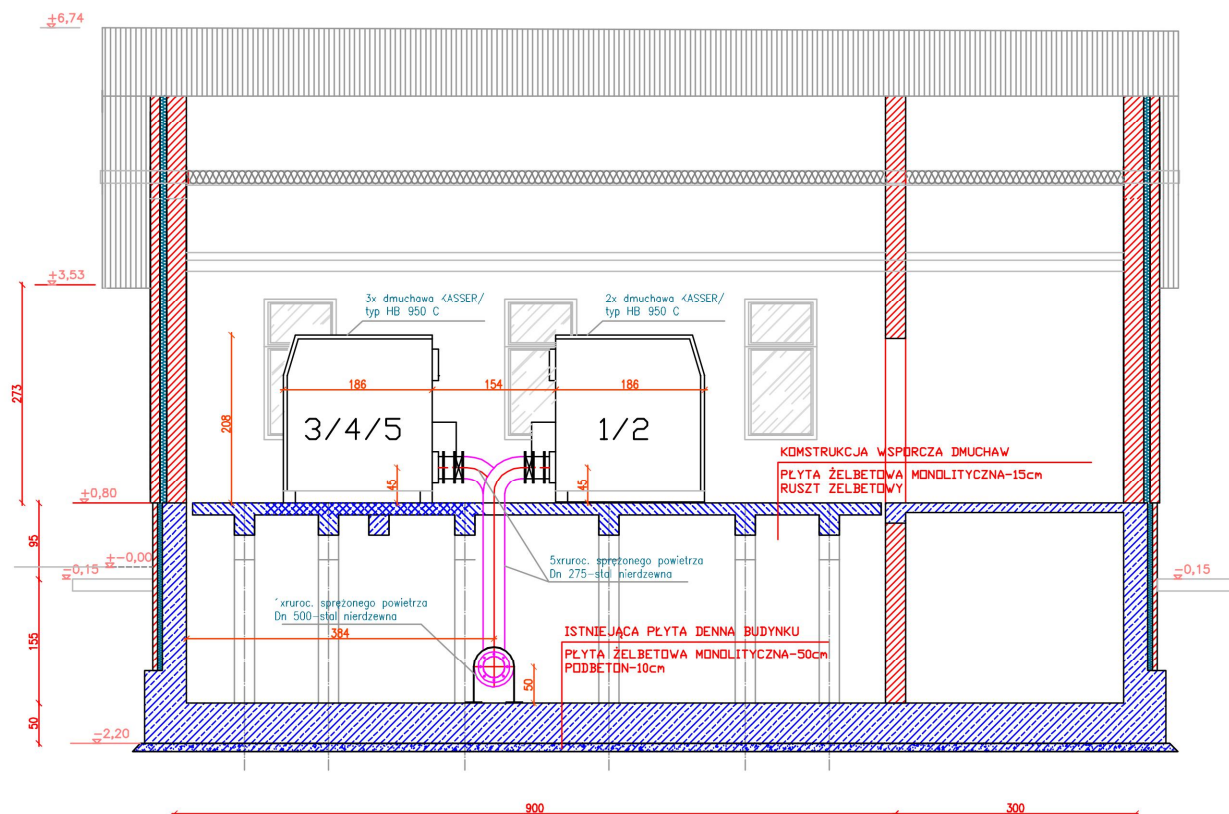 +6,74
+3,53
3x dmuchawa <ASSER/
typ HB 950 C
2x dmuchawa <ASSER/
typ HB 950 C
273
208
186
154
186
3/4/5
1/2
45
45
KOMSTRUKCJA WSPORCZA DMUCHAW
PŁYTA ŻELBETOWA MONOLITYCZNA-15cm
RUSZT ZELBETOWY
+0,80
95
+-0,00
-0,15
-0,15
5xruroc. sprężonego powietrza
Dn 275-stal nierdzewna
'xruroc. sprężonego powietrza
Dn 500-stal nierdzewna
384
155
ISTNIEJĄCA PŁYTA DENNA BUDYNKU
PŁYTA ŻELBETOWA MONOLITYCZNA-50cm
PODBETON-10cm
50
50
-2,20
900
300